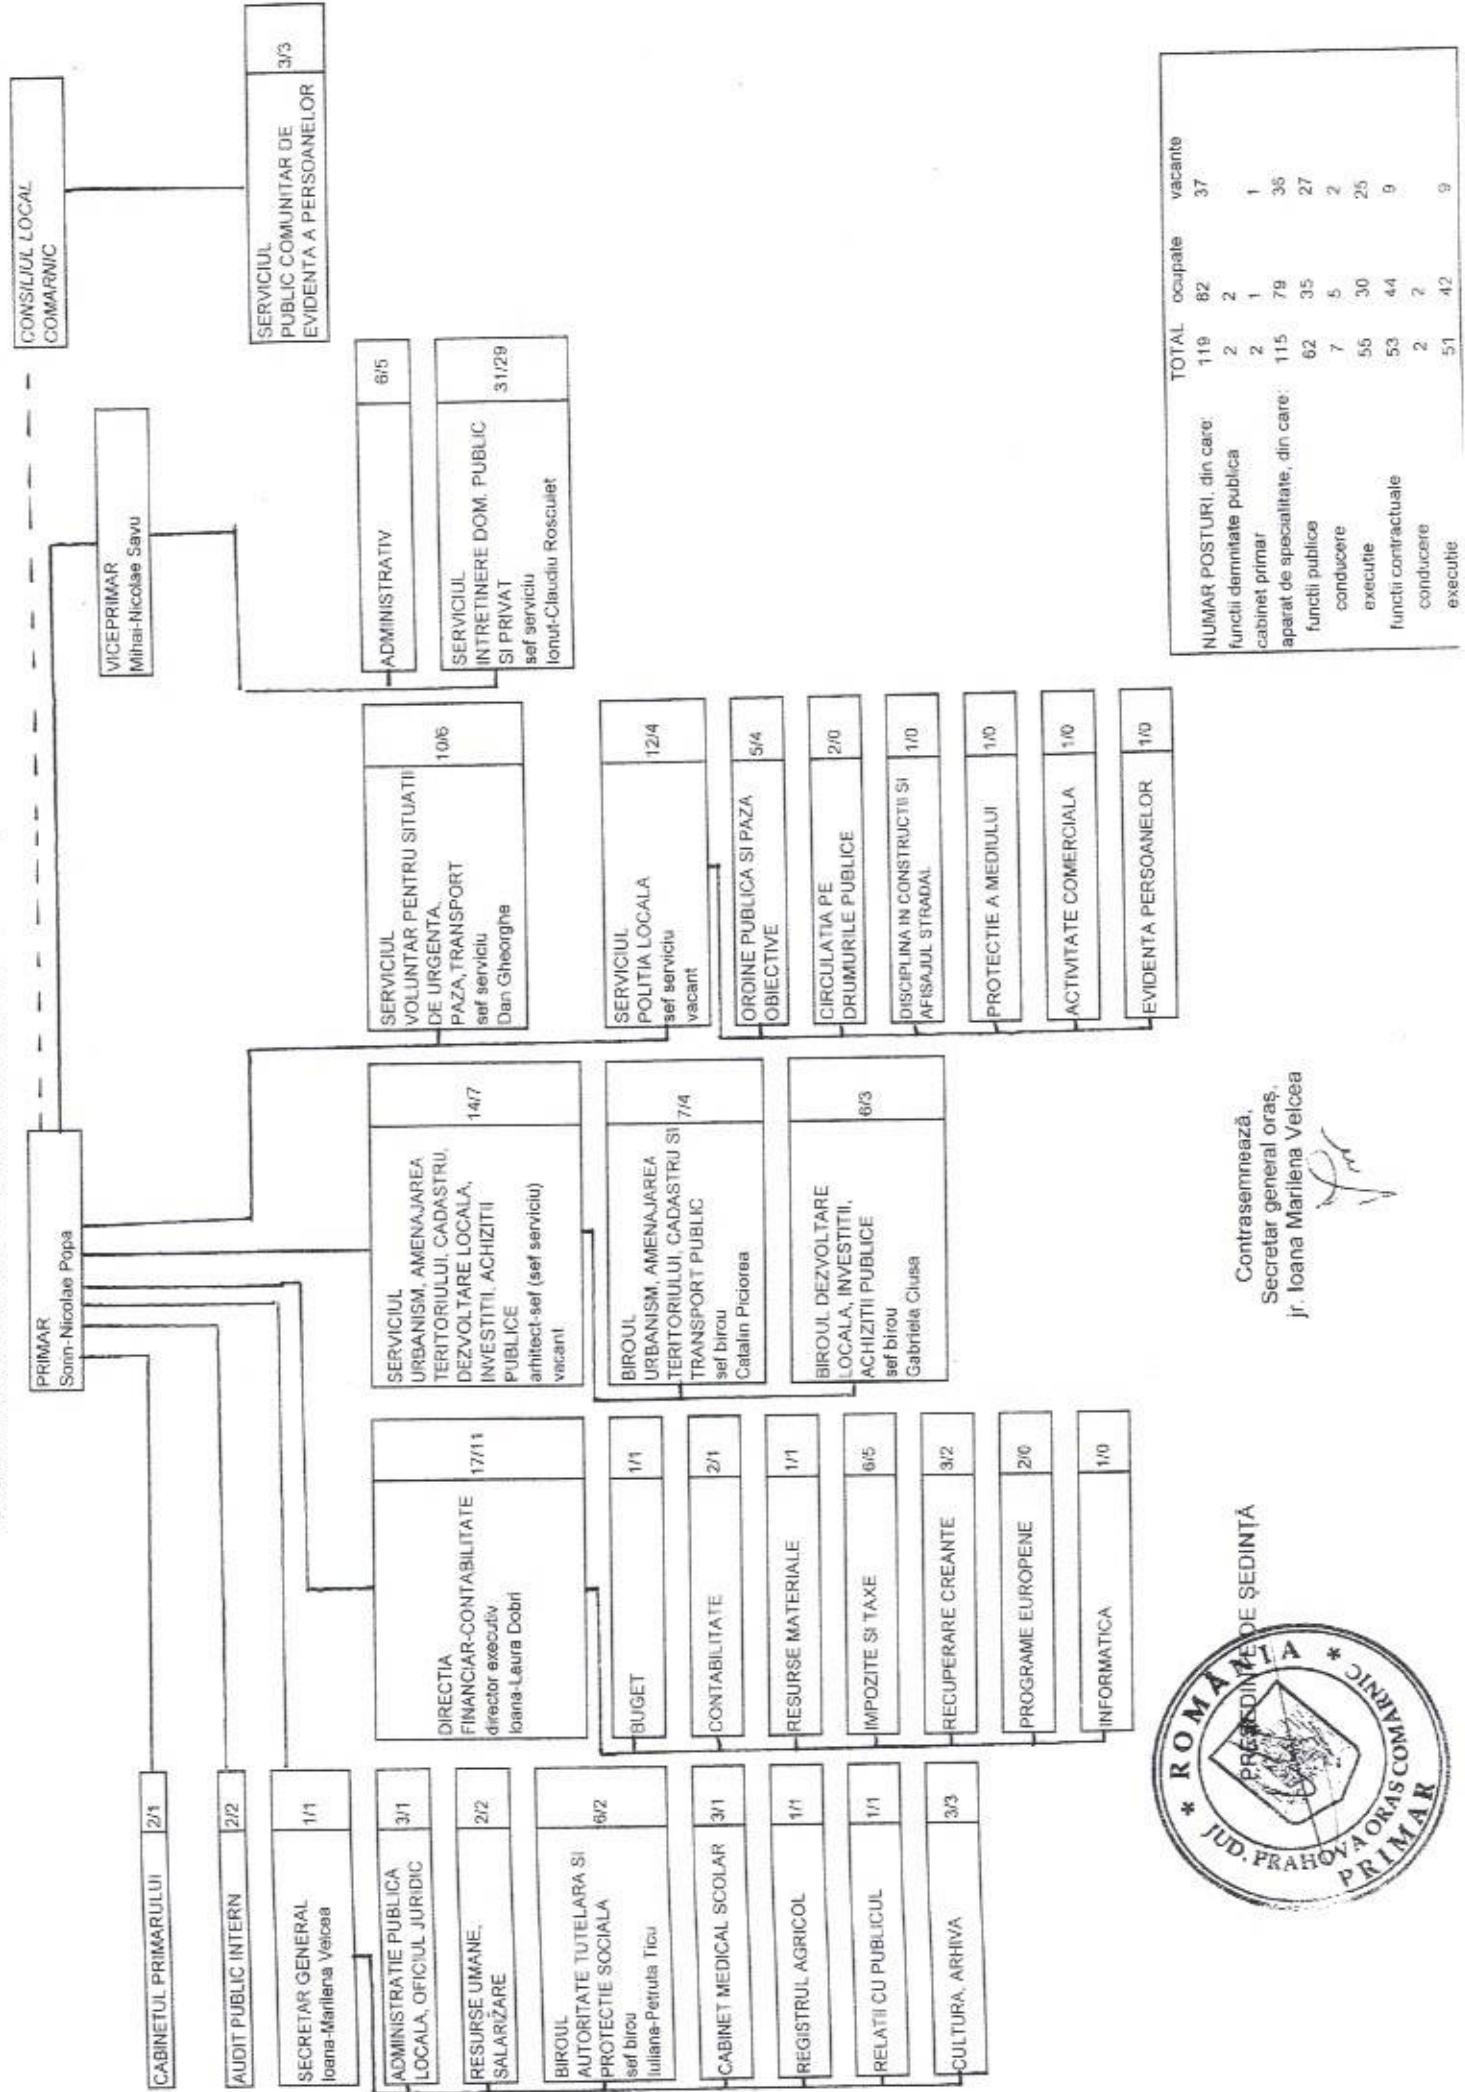 CONSILIUL LOCAL
COMARNIC
PRIMAR
Sorin-Nicolae Popa
VICEPRIMAR
Mihai-Nicolae Savu
SERVICIUL
PUBLIC COMUNITAR DE
EVIDENTA A PERSOANELOR
3/3
CABINETUL PRIMARULUI
2/1
AUDIT PUBLIC INTERN
2/2
SECRETAR GENERAL
Ioana-Marilena Velcea
1/1
ADMINISTRATIE PUBLICA
LOCALA, OFICIUL JURIDIC
3/1
RESURSE UMANE,
SALARIZARE
2/2
BIROUL
AUTORITATE TUTELARA SI
PROTECTIE SOCIALA
sef birou
Iuliana-Petruta Ticu
6/2
CABINET MEDICAL SCOLAR
3/1
REGISTRUL AGRICOL
1/1
RELATII CU PUBLICUL
1/1
CULTURA, ARHIVA
3/3
DIRECTIA
FINANCIAR-CONTABILITATE
director executiv
Ioana-Laura Dobri
17/11
BUGET
1/1
CONTABILITATE
2/1
RESURSE MATERIALE
1/1
IMPOZITE SI TAXE
6/5
RECUPERARE CREANTE
3/2
PROGRAME EUROPENE
2/0
INFORMATICA
1/0
SERVICIUL
URBANISM, AMENAJAREA
TERITORIULUI, CADASTRU,
DEZVOLTARE LOCALA,
INVESTITII, ACHIZITII
PUBLICE
arhitect-sef (sef serviciu)
vacant
14/7
BIROUL
URBANISM, AMENAJAREA
TERITORIULUI, CADASTRU SI
TRANSPORT PUBLIC
sef birou
Catalin Piciorea
7/4
BIROUL DEZVOLTARE
LOCALA, INVESTITII,
ACHIZITII PUBLICE
sef birou
Gabriela Ciusa
6/3
SERVICIUL
VOLUNTAR PENTRU SITUATII
DE URGENTA,
PAZA,TRANSPORT
sef serviciu
Dan Gheorghe
10/6
SERVICIUL
POLITIA LOCALA
sef serviciu
vacant
12/4
ORDINE PUBLICA SI PAZA
OBIECTIVE
5/4
CIRCULATIA PE
DRUMURILE PUBLICE
2/0
DISCIPLINA IN CONSTRUCTII SI
AFISAJUL STRADAL
1/0
PROTECTIE A MEDIULUI
1/0
ACTIVITATE COMERCIALA
1/0
EVIDENTA PERSOANELOR
1/0
ADMINISTRATIV
6/5
SERVICIUL
INTRETINERE DOM. PUBLIC
SI PRIVAT
sef serviciu
Ionut-Claudiu Rosculet
31/29
TOTAL ocupate vacante
NUMAR POSTURI, din care: 119 82 37
functii demnitate publica 2 2
cabinet primar 2 1 1
aparat de specialitate, din care: 115 79 36
functii publice 62 35 27
conducere 7 5 2
executie 55 30 25
functii contractuale 53 44 9
conducere 2 2
executie 51 42 9
PREȘEDINTE DE ȘEDINȚĂ
* ROMÂNIA *
JUD. PRAHOVA ORAS COMARNIC
PRIMAR
Contrasemnează,
Secretar general oraș,
jr. Ioana Marilena Velcea